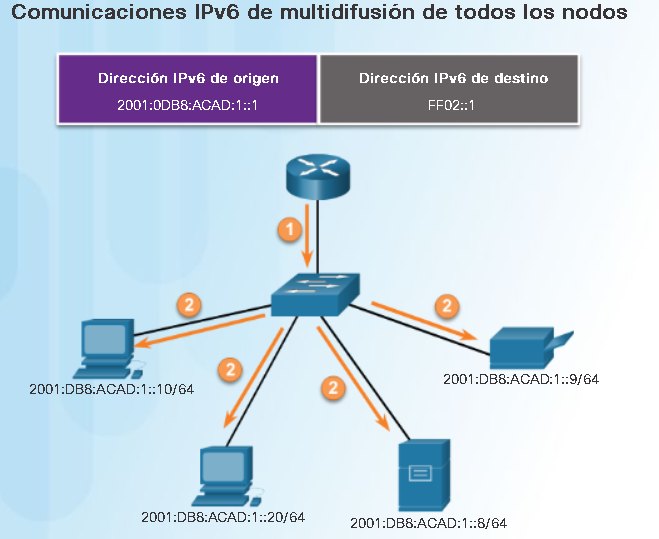 Comunicaciones IPv6 de multidifusión de todos los nodos
Dirección IPv6 de origen
2001:0DB8:ACAD:1::1
Dirección IPv6 de destino
FF02::1
1
2
2
2
2
2001:DB8:ACAD:1::10/64
2001:DB8:ACAD:1::9/64
2001:DB8:ACAD:1::20/64
2001:DB8:ACAD:1::8/64